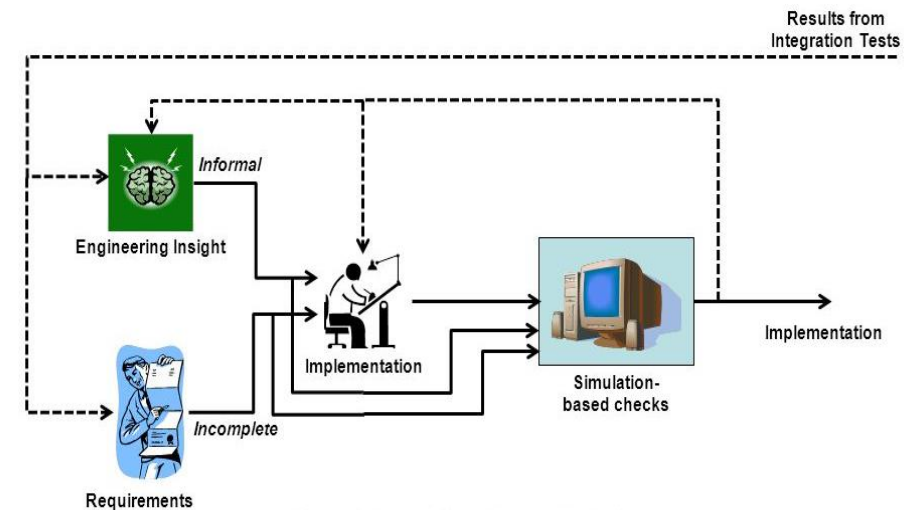 Results from
Integration Tests
Informal
Engineering Insight
Implementation
Implementation
Simulation-
based checks
Incomplete
Requirements